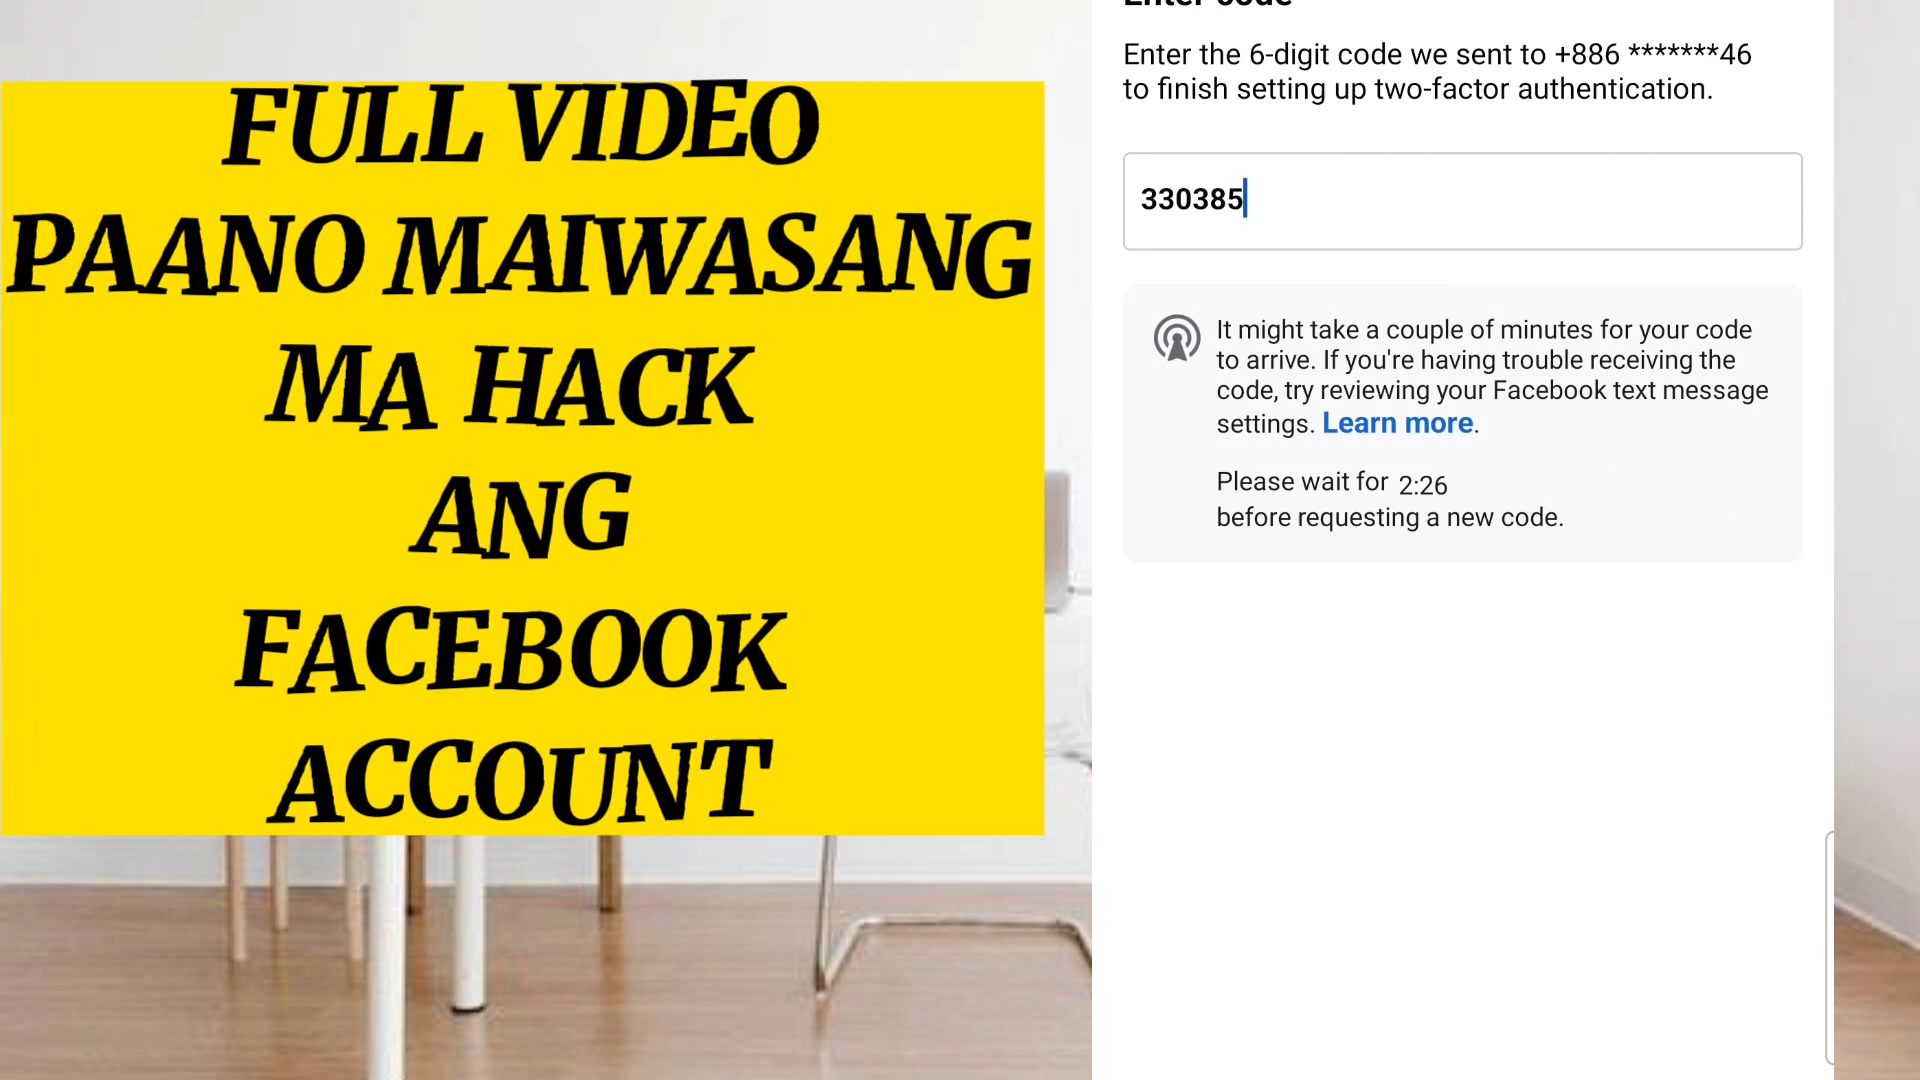 FULL VIDEO
PAANO MAIWASANG
MA HACK
ANG
FACEBOOK
ACCOUNT
Enter code
Enter the 6-digit code we sent to +886 *******46
to finish setting up two-factor authentication.
330385
It might take a couple of minutes for your code
to arrive. If you're having trouble receiving the
code, try reviewing your Facebook text message
settings. Learn more.
Please wait for 2:26
before requesting a new code.